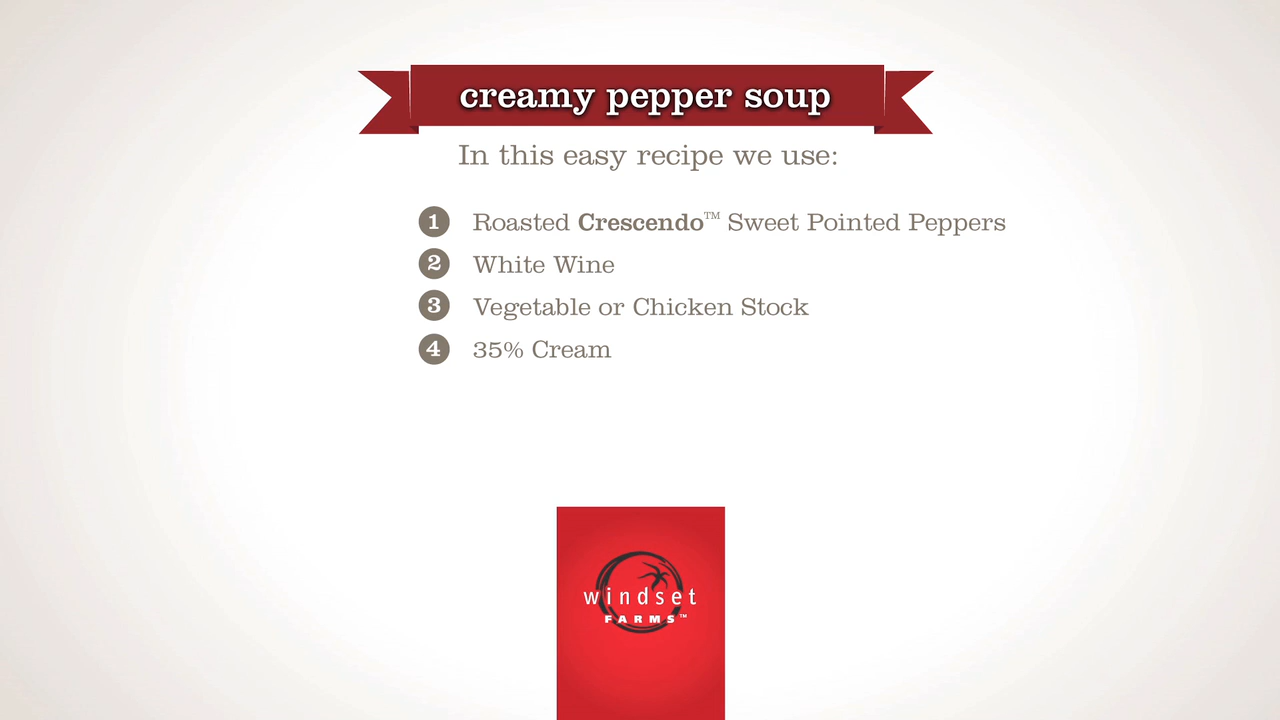 creamy pepper soup
In this easy recipe we use:
1 Roasted Crescendo™ Sweet Pointed Peppers
2 White Wine
3 Vegetable or Chicken Stock
4 35% Cream
windset
FARMS™